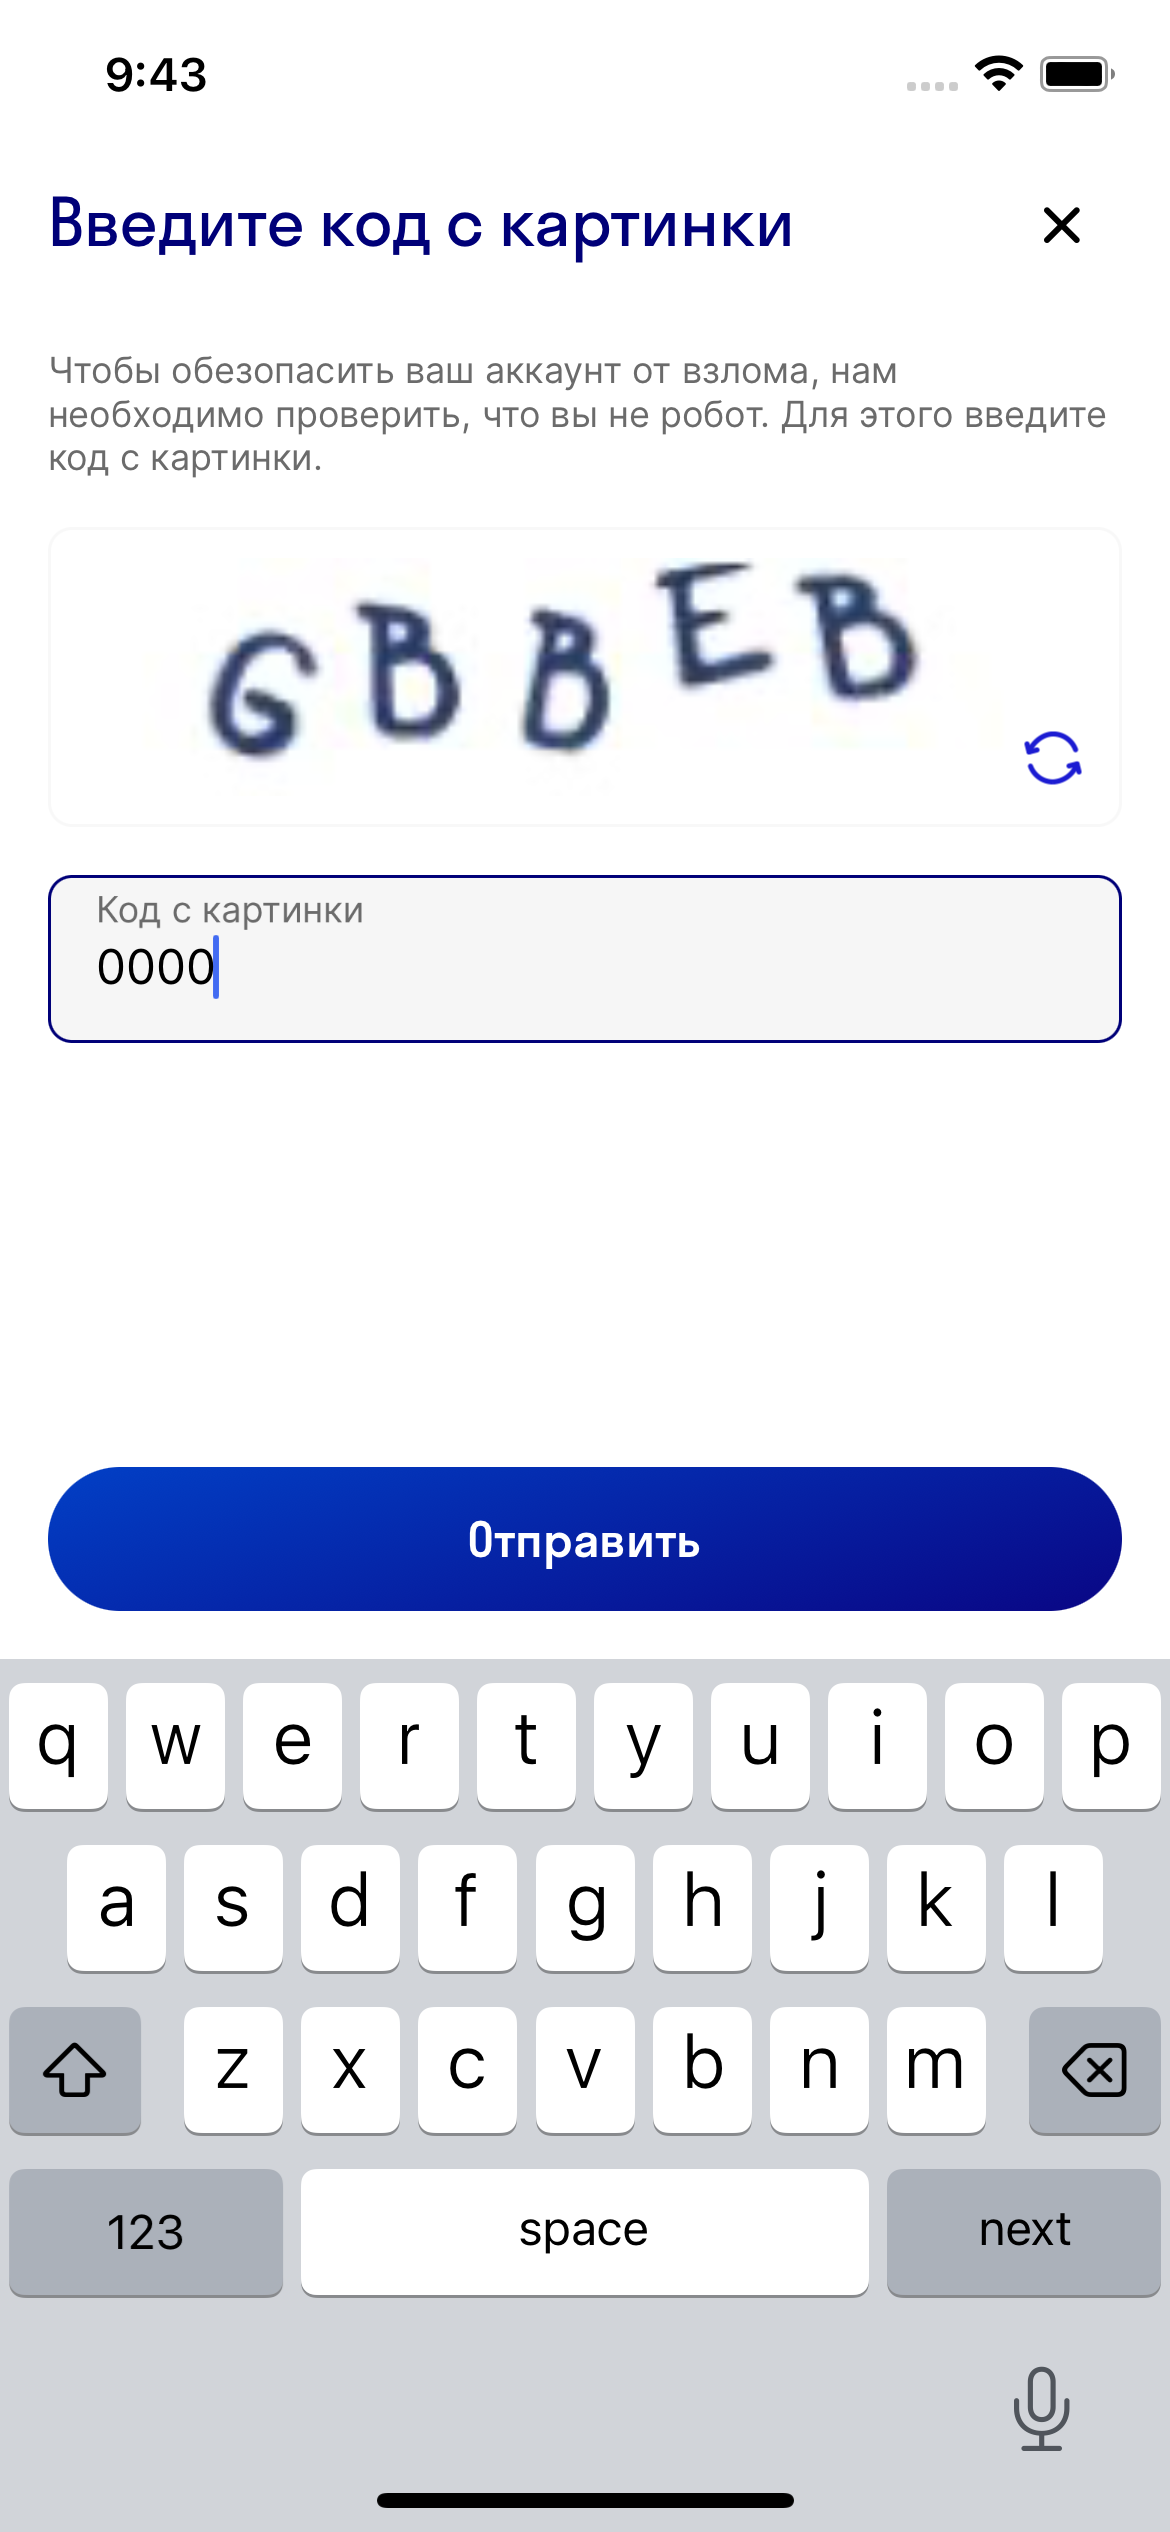 9:43
Введите код с картинки
Чтобы обезопасить ваш аккаунт от взлома, нам
необходимо проверить, что вы не робот. Для этого введите
код с картинки.
GBBEB
Код с картинки
0000
Отправить
q w e r t y u i o p
a s d f g h j k l
z x c v b n m
123 space next